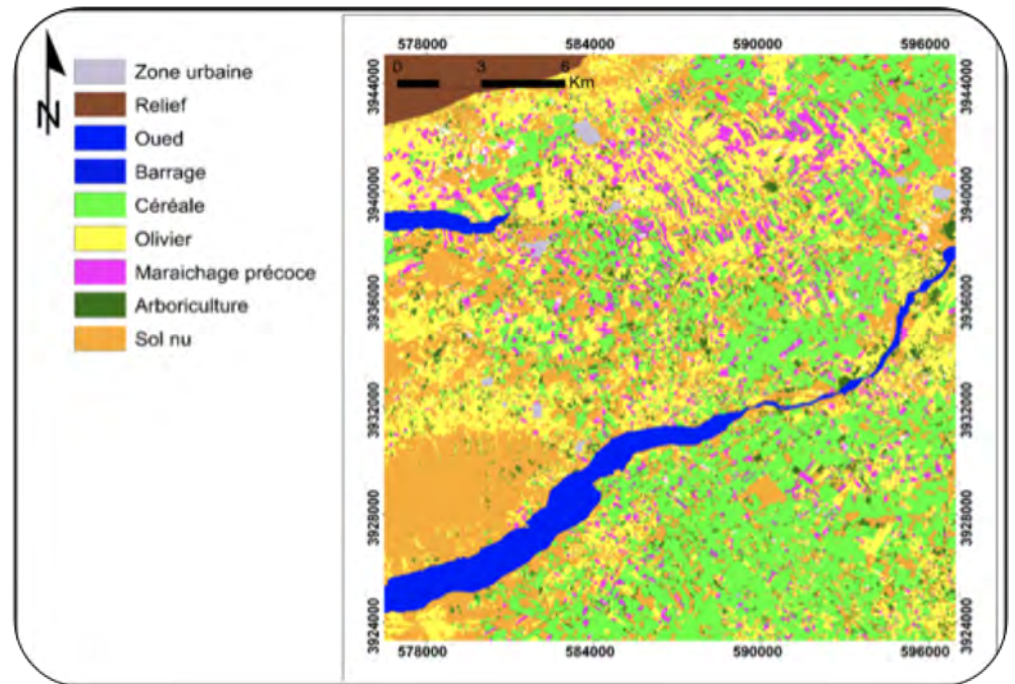 N
Zone urbaine
Relief
Oued
Barrage
Céréale
Olivier
Maraichage précoce
Arboriculture
Sol nu
578000 584000 590000 596000
0 3 6
Km
3944000
3940000
3936000
3932000
3928000
3924000
3944000
3940000
3936000
3932000
3928000
3924000
578000 584000 590000 596000